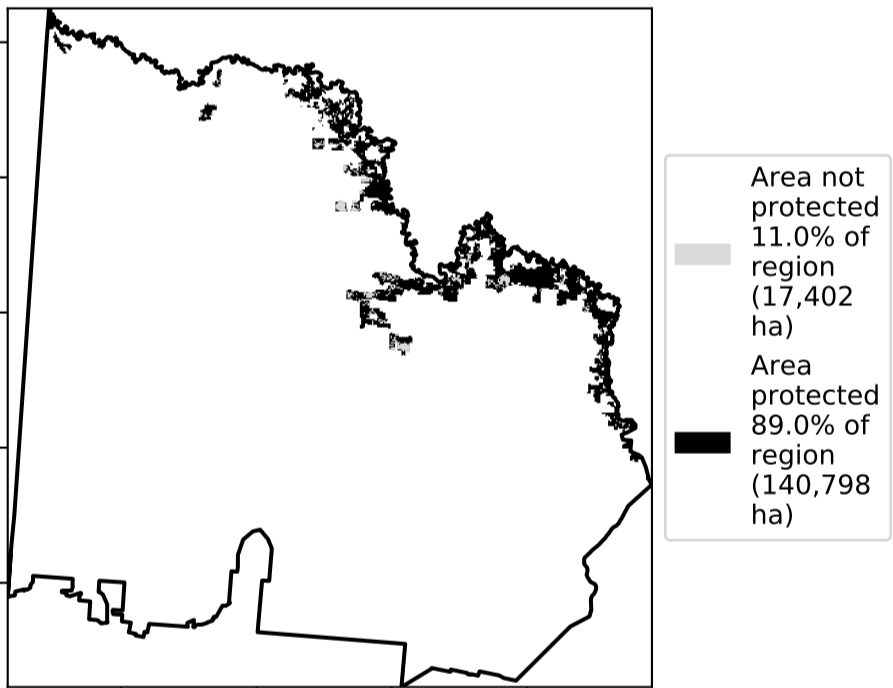 Area not
protected
11.0% of
region
(17,402
ha)
Area
protected
89.0% of
region
(140,798
ha)